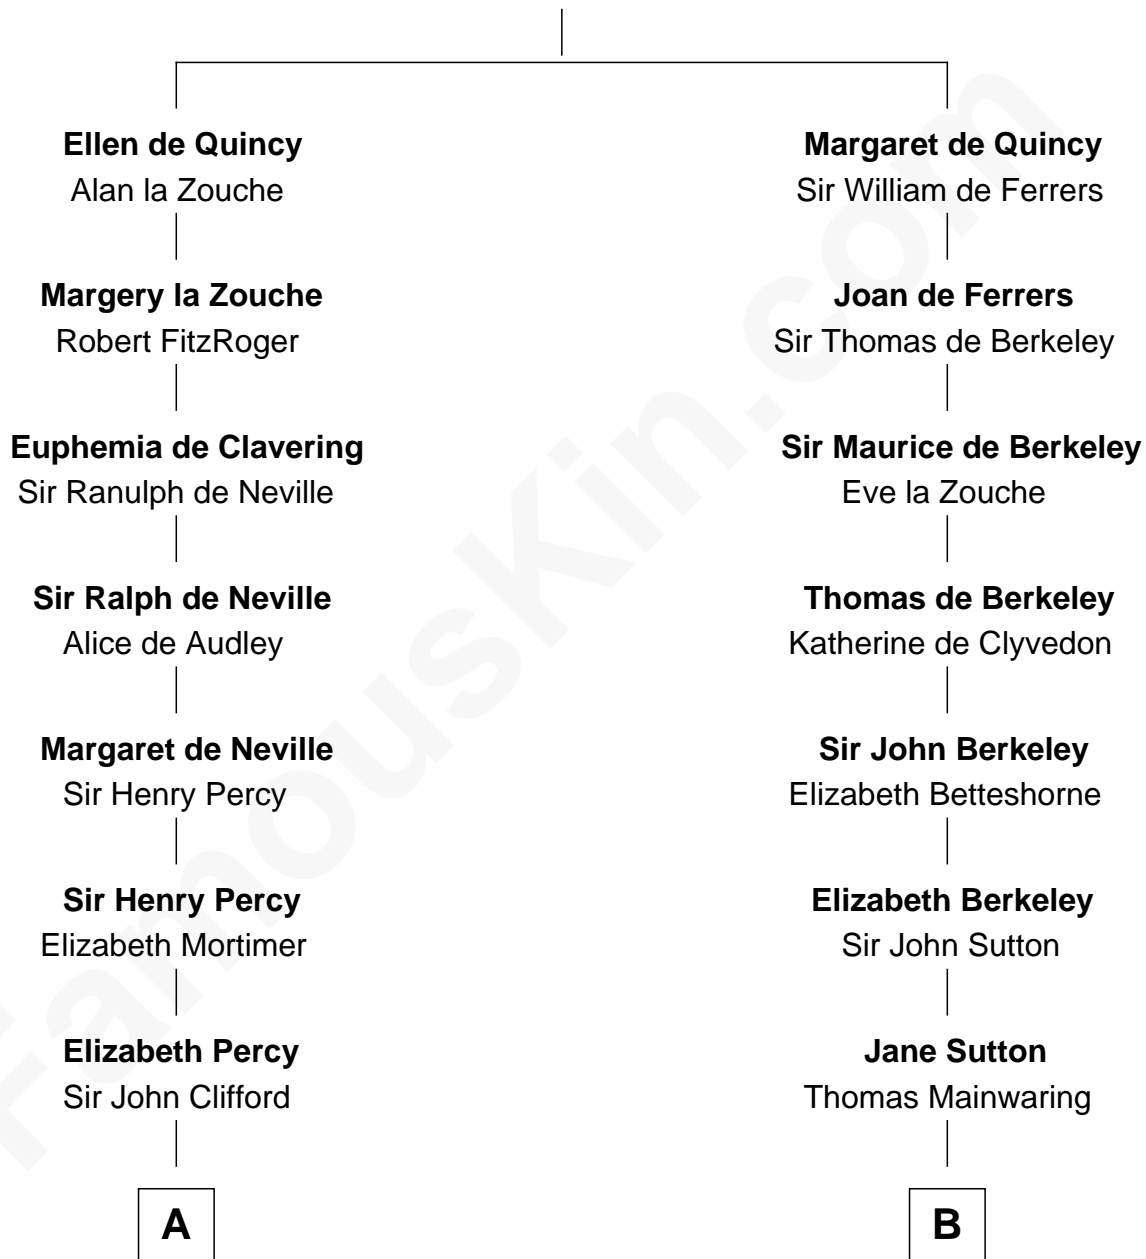 Ellen de Quincy
Alan la Zouche
Margery la Zouche
Robert FitzRoger
Euphemia de Clavering
Sir Ranulph de Neville
Sir Ralph de Neville
Alice de Audley
Margaret de Neville
Sir Henry Percy
Sir Henry Percy
Elizabeth Mortimer
Elizabeth Percy
Sir John Clifford
A
Margaret de Quincy
Sir William de Ferrers
Joan de Ferrers
Sir Thomas de Berkeley
Sir Maurice de Berkeley
Eve la Zouche
Thomas de Berkeley
Katherine de Clyvedon
Sir John Berkeley
Elizabeth Betteshorne
Elizabeth Berkeley
Sir John Sutton
Jane Sutton
Thomas Mainwaring
B
FamousKin.com